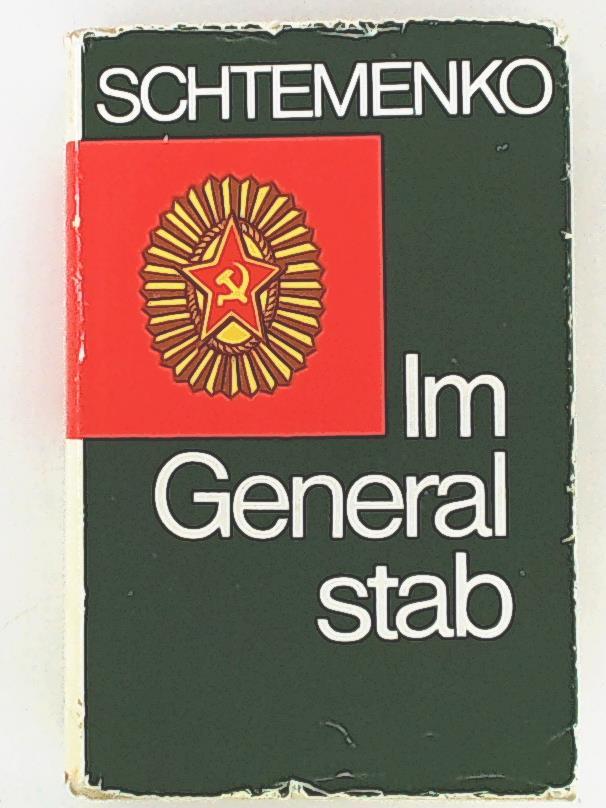 SCHTEMENKO
Im
General
stab